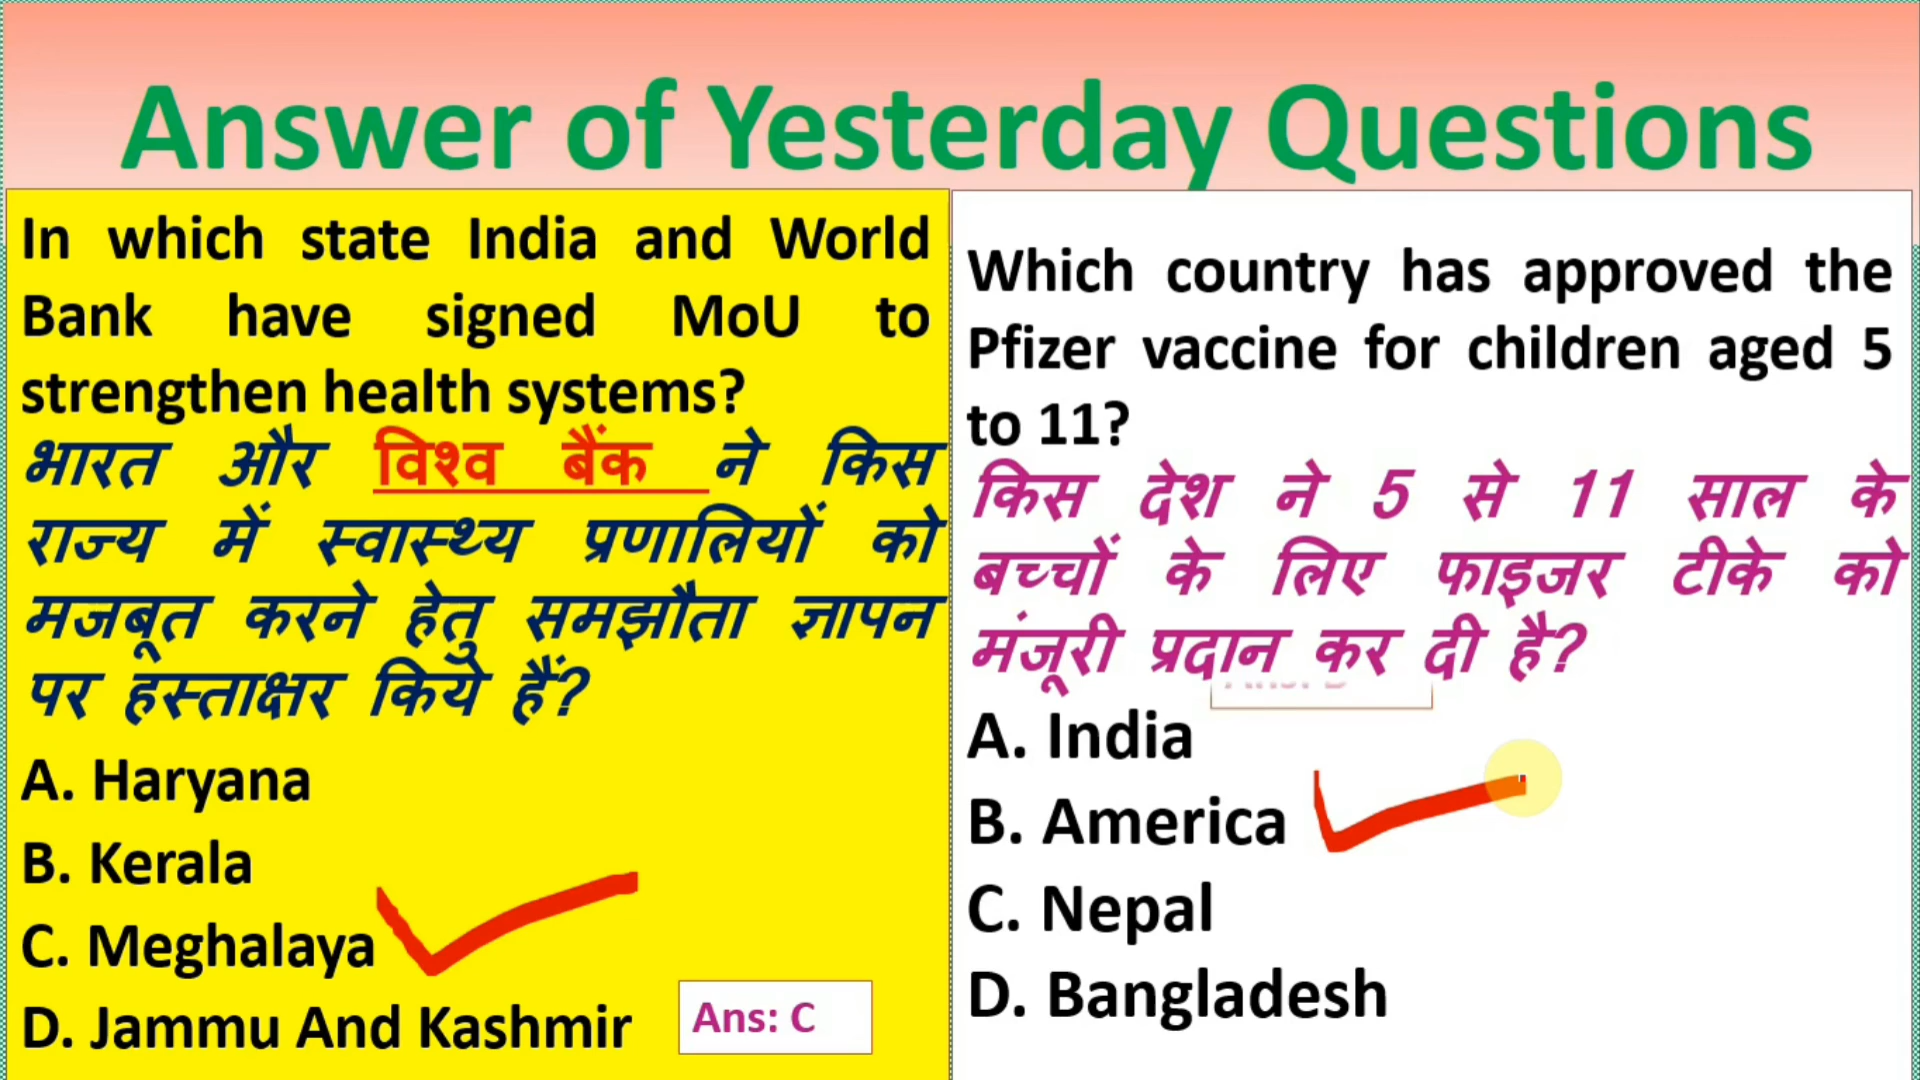 Answer of Yesterday Questions
In which state India and World
Bank have signed MoU to
strengthen health systems?
भारत और विश्व बैंक ने किस
राज्य में स्वास्थ्य प्रणालियों को
मजबूत करने हेतु समझौता ज्ञापन
पर हस्ताक्षर किये हैं?
A. Haryana
B. Kerala
C. Meghalaya
D. Jammu And Kashmir
Ans: C
Which country has approved the
Pfizer vaccine for children aged 5
to 11?
किस देश ने 5 से 11 साल के
बच्चों के लिए फाइजर टीके को
मंजूरी प्रदान कर दी है?
A. India
B. America
C. Nepal
D. Bangladesh